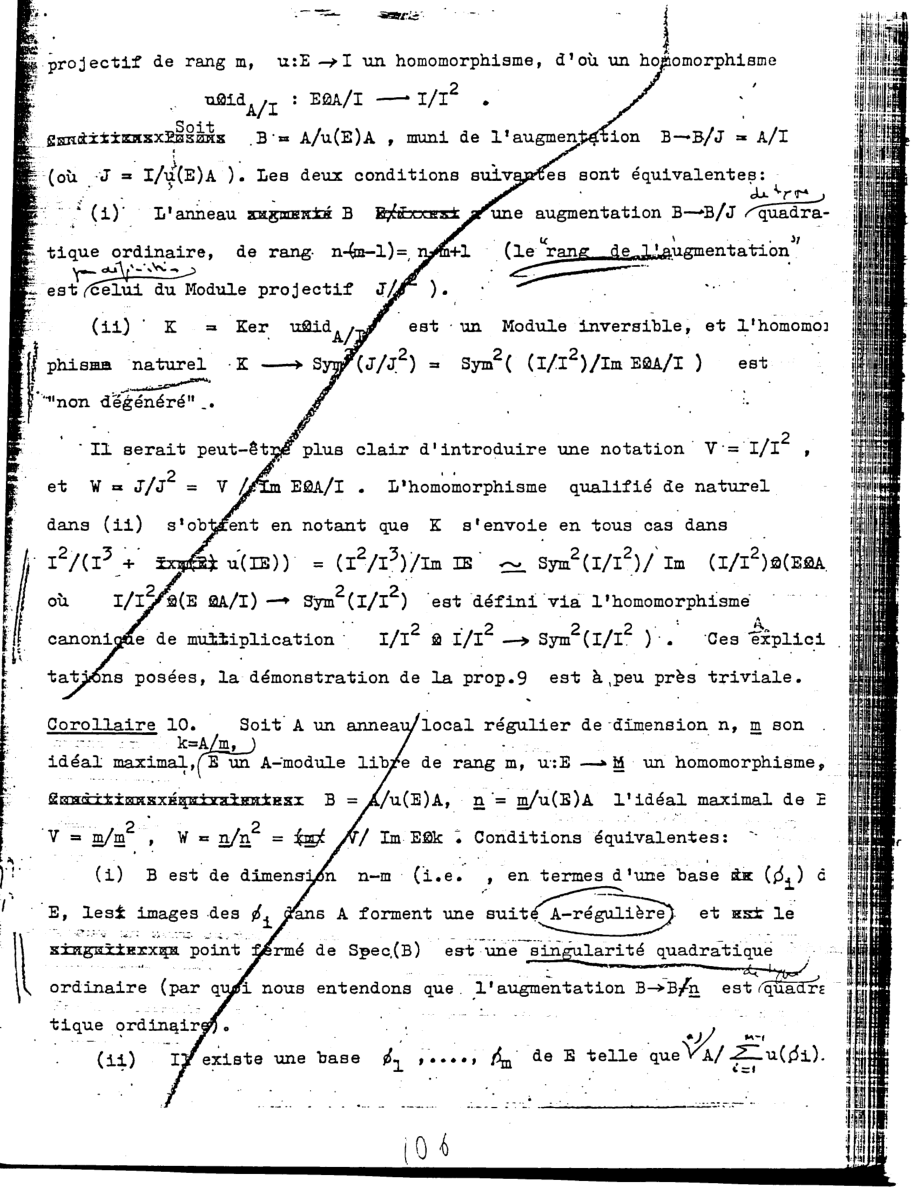 projectif de rang m, u:E → I un homomorphisme, d'où un homomorphisme
u⊗id_{A/I} : E⊗A/I → I/I² .
Soit B = A/u(E)A , muni de l'augmentation B→B/J = A/I
(où J = I/u(E)A ). Les deux conditions suivantes sont équivalentes:
(i) L'anneau B a une augmentation B→B/J de type quadra-
tique ordinaire, de rang n-(m-1)= n-m+1 (le "rang de l'augmentation"
est par définition celui du Module projectif J/J² ).
(ii) K = Ker u⊗id_{A/I} est un Module inversible, et l'homomor
phisme naturel K → Sym²(J/J²) = Sym²( (I/I²)/Im E⊗A/I ) est
"non dégénéré" .
Il serait peut-être plus clair d'introduire une notation V = I/I² ,
et W = J/J² = V / Im E⊗A/I . L'homomorphisme qualifié de naturel
dans (ii) s'obtient en notant que K s'envoie en tous cas dans
I²/(I³ + u(IE)) = (I²/I³)/Im IE ≃ Sym²(I/I²)/ Im (I/I²)⊗(E⊗A
où I/I² ⊗(E ⊗A/I) → Sym²(I/I²) est défini via l'homomorphisme
canonique de multiplication I/I² ⊗ I/I² → Sym²(I/I² ) . Ces explici
tations posées, la démonstration de la prop.9 est à peu près triviale.
Corollaire 10. Soit A un anneau local régulier de dimension n, m son
idéal maximal, k=A/m, E un A-module libre de rang m, u:E → M un homomorphisme,
B = A/u(E)A, n = m/u(E)A l'idéal maximal de B
V = m/m² , W = n/n² = V/ Im E⊗k . Conditions équivalentes:
(i) B est de dimension n-m (i.e. , en termes d'une base (ϕ_i) d
E, les images des ϕ_i dans A forment une suite A-régulière) et le
point fermé de Spec(B) est une singularité quadratique
ordinaire (par quoi nous entendons que l'augmentation B→B/n est de type quadra
tique ordinaire).
(ii) Il existe une base ϕ_1 ,...., ϕ_m de E telle que a) A/ ∑_{i=1}^{m-1} u(ϕi).
106